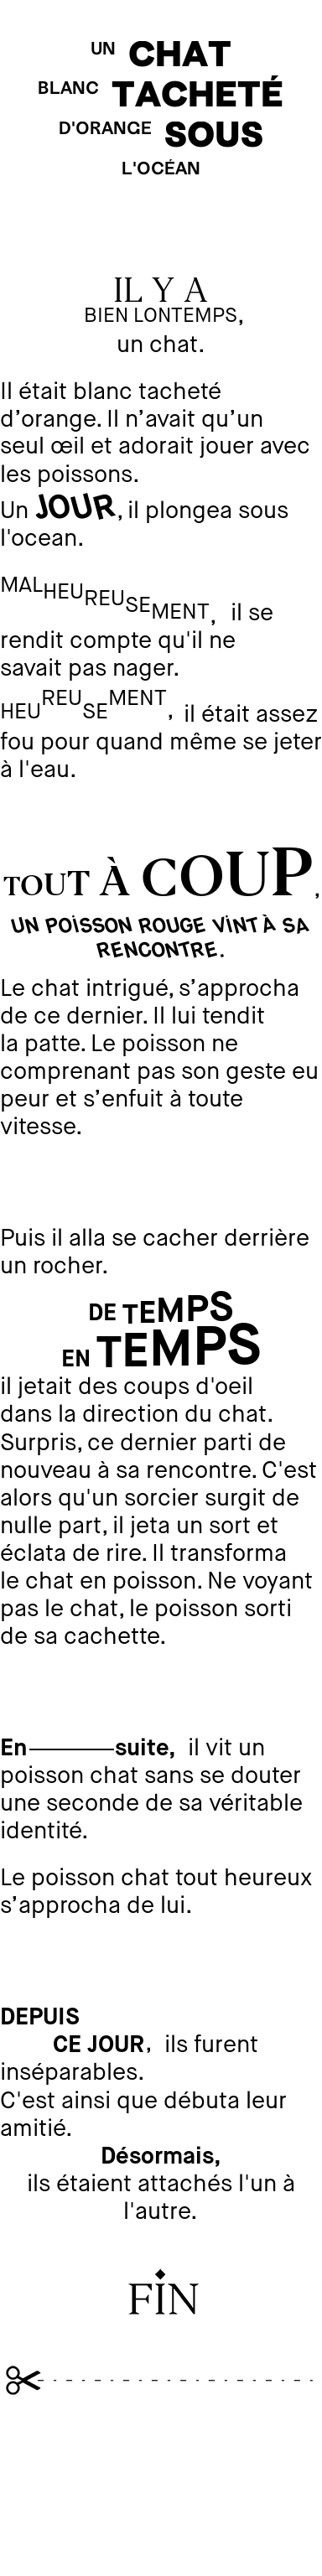 UN CHAT
BLANC TACHETÉ
D'ORANGE SOUS
L'OCÉAN
IL Y A
BIEN LONTEMPS,
un chat.
Il était blanc tacheté
d’orange. Il n’avait qu’un
seul œil et adorait jouer avec
les poissons.
Un JOUR, il plongea sous
l'ocean.
MALHEUREUSEMENT, il se
rendit compte qu'il ne
savait pas nager.
HEUREUSEMENT, il était assez
fou pour quand même se jeter
à l'eau.
TOUT À COUP,
UN POISSON ROUGE VINT À SA
RENCONTRE.
Le chat intrigué, s’approcha
de ce dernier. Il lui tendit
la patte. Le poisson ne
comprenant pas son geste eu
peur et s’enfuit à toute
vitesse.
Puis il alla se cacher derrière
un rocher.
DE TEMPS
EN TEMPS
il jetait des coups d'oeil
dans la direction du chat.
Surpris, ce dernier parti de
nouveau à sa rencontre. C'est
alors qu'un sorcier surgit de
nulle part, il jeta un sort et
éclata de rire. Il transforma
le chat en poisson. Ne voyant
pas le chat, le poisson sorti
de sa cachette.
En———suite, il vit un
poisson chat sans se douter
une seconde de sa véritable
identité.
Le poisson chat tout heureux
s’approcha de lui.
DEPUIS
CE JOUR, ils furent
inséparables.
C'est ainsi que débuta leur
amitié.
Désormais,
ils étaient attachés l'un à
l'autre.
FIN